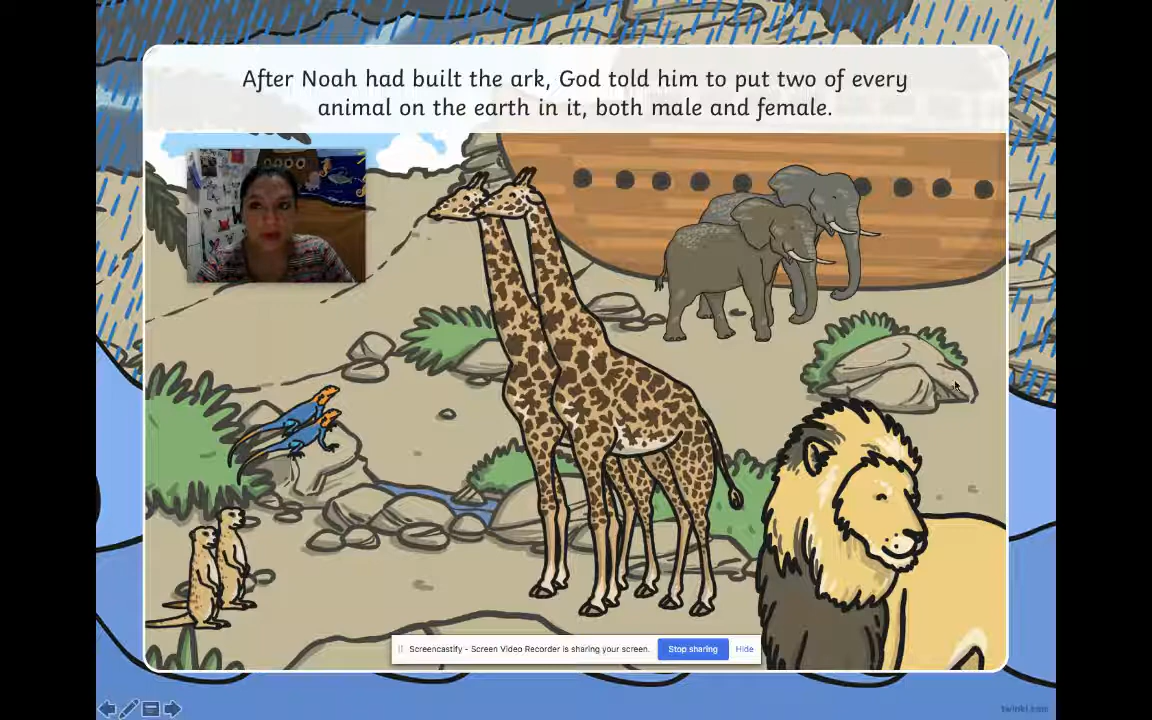 After Noah had built the ark, God told him to put two of every
animal on the earth in it, both male and female.
Screencastify - Screen Video Recorder is sharing your screen.
Stop sharing
Hide
twinkl.com